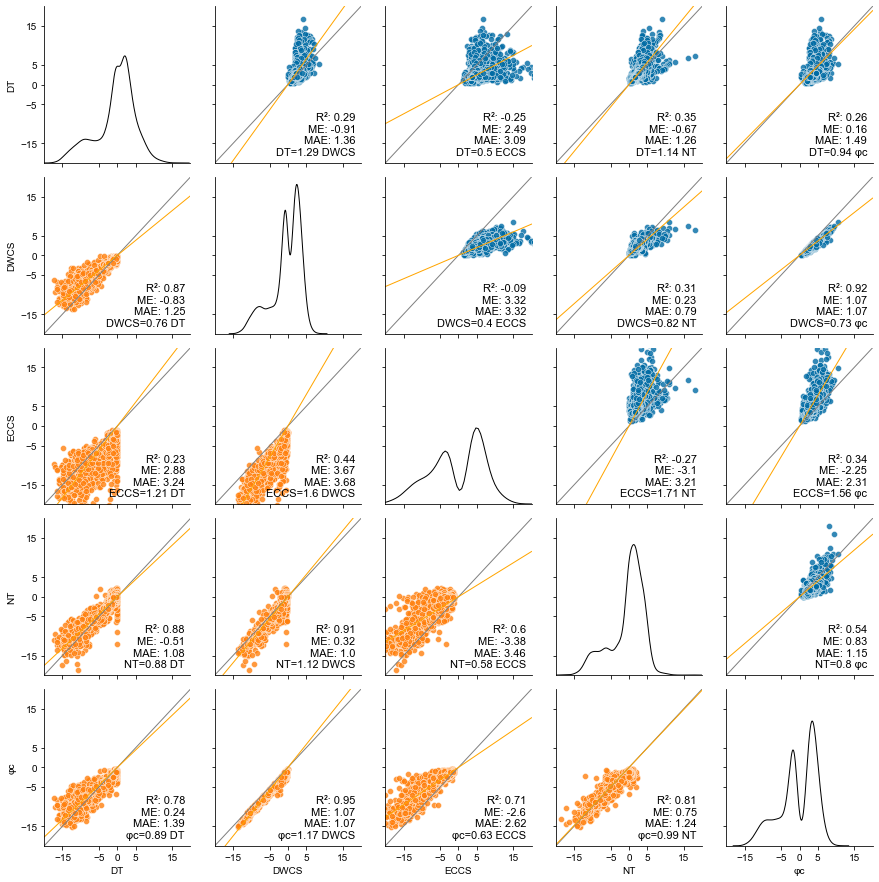 DT
15
5
0
−5
−15
R²: 0.29
ME: -0.91
MAE: 1.36
DT=1.29 DWCS
R²: -0.25
ME: 2.49
MAE: 3.09
DT=0.5 ECCS
R²: 0.35
ME: -0.67
MAE: 1.26
DT=1.14 NT
R²: 0.26
ME: 0.16
MAE: 1.49
DT=0.94 φc
DWCS
15
5
0
−5
−15
R²: 0.87
ME: -0.83
MAE: 1.25
DWCS=0.76 DT
R²: -0.09
ME: 3.32
MAE: 3.32
DWCS=0.4 ECCS
R²: 0.31
ME: 0.23
MAE: 0.79
DWCS=0.82 NT
R²: 0.92
ME: 1.07
MAE: 1.07
DWCS=0.73 φc
ECCS
15
5
0
−5
−15
R²: 0.23
ME: 2.88
MAE: 3.24
ECCS=1.21 DT
R²: 0.44
ME: 3.67
MAE: 3.68
ECCS=1.6 DWCS
R²: -0.27
ME: -3.1
MAE: 3.21
ECCS=1.71 NT
R²: 0.34
ME: -2.25
MAE: 2.31
ECCS=1.56 φc
NT
15
5
0
−5
−15
R²: 0.88
ME: -0.51
MAE: 1.08
NT=0.88 DT
R²: 0.91
ME: 0.32
MAE: 1.0
NT=1.12 DWCS
R²: 0.6
ME: -3.38
MAE: 3.46
NT=0.58 ECCS
R²: 0.54
ME: 0.83
MAE: 1.15
NT=0.8 φc
φc
15
5
0
−5
−15
R²: 0.78
ME: 0.24
MAE: 1.39
φc=0.89 DT
R²: 0.95
ME: 1.07
MAE: 1.07
φc=1.17 DWCS
R²: 0.71
ME: -2.6
MAE: 2.62
φc=0.63 ECCS
R²: 0.81
ME: 0.75
MAE: 1.24
φc=0.99 NT
−15 −5 0 5 15
−15 −5 0 5 15
−15 −5 0 5 15
−15 −5 0 5 15
−15 −5 0 5 15
DT
DWCS
ECCS
NT
φc